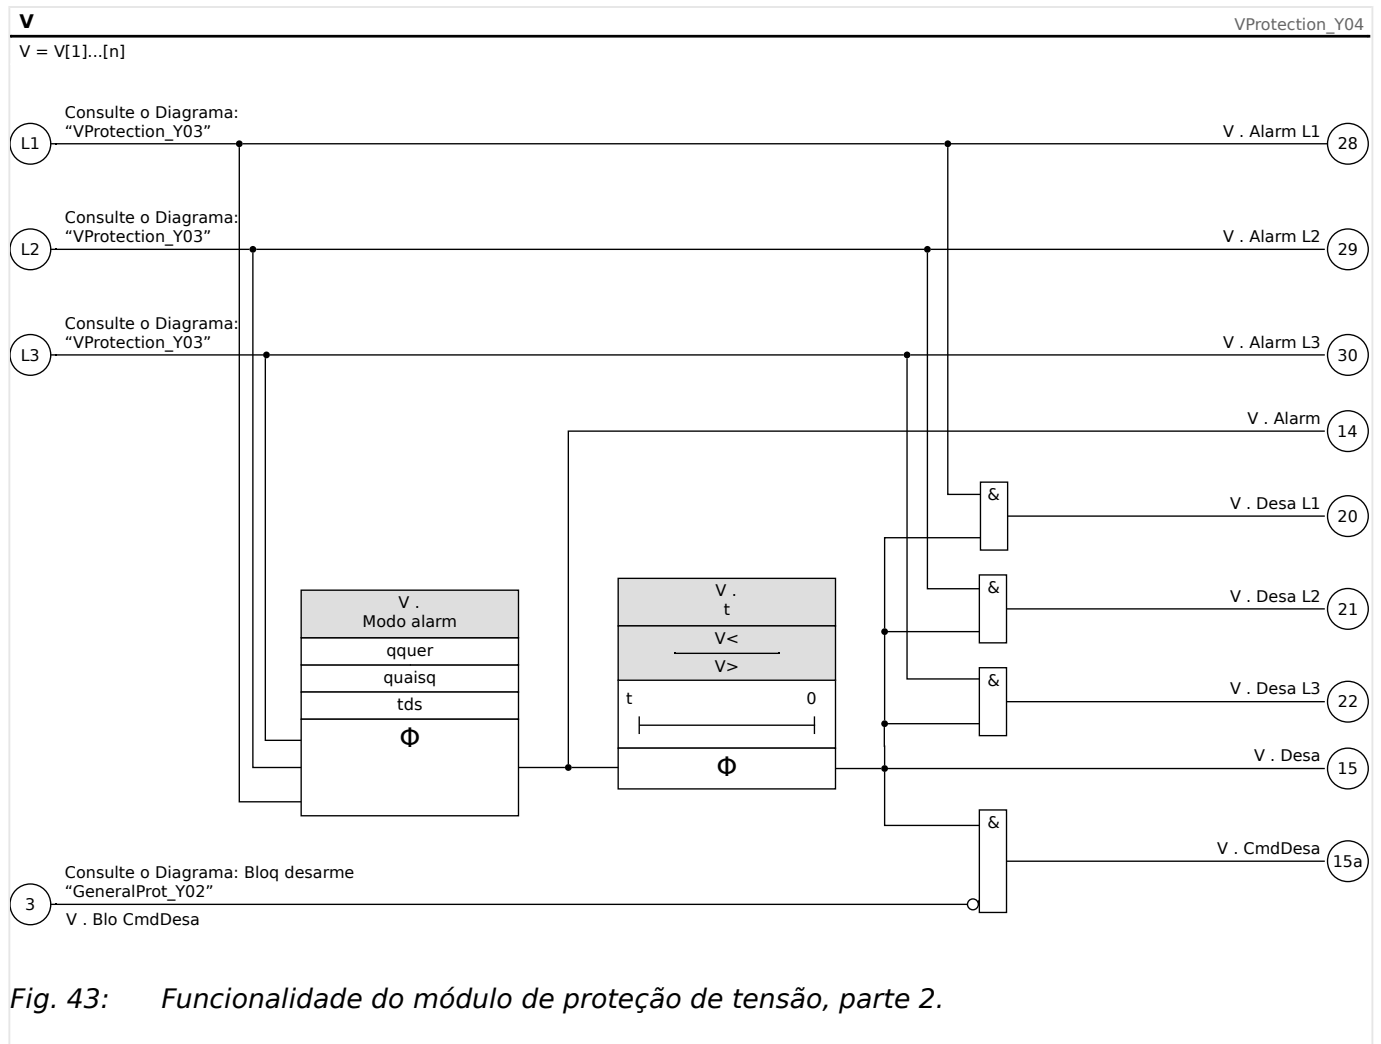 V
VProtection_Y04
V = V[1]...[n]
Consulte o Diagrama:
“VProtection_Y03”
L1
V . Alarm L1
28
Consulte o Diagrama:
“VProtection_Y03”
L2
V . Alarm L2
29
Consulte o Diagrama:
“VProtection_Y03”
L3
V . Alarm L3
30
V . Alarm
14
&
V . Desa L1
20
&
V . Desa L2
21
&
V . Desa L3
22
V .
Modo alarm
qquer
quaisq
tds
Φ
V .
t
V<
V>
t 0
Φ
V . Desa
15
&
V . CmdDesa
15a
Consulte o Diagrama: Bloq desarme
“GeneralProt_Y02”
3
V . Blo CmdDesa
Fig. 43: Funcionalidade do módulo de proteção de tensão, parte 2.